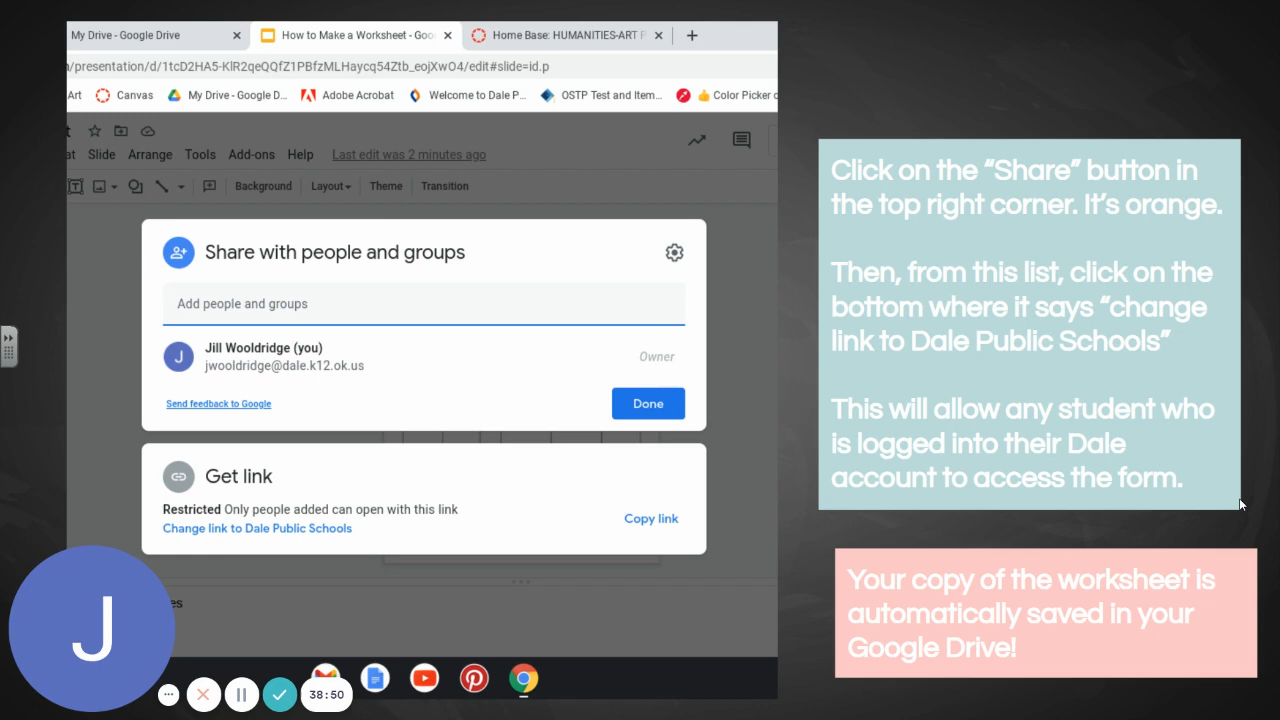 My Drive - Google Drive
How to Make a Worksheet - Goo
Home Base: HUMANITIES-ART P
/presentation/d/1tcD2HA5-KlR2qeQQfZ1PBfzMLHaycq54Ztb_eojXwO4/edit#slide=id.p
Art
Canvas
My Drive - Google D...
Adobe Acrobat
Welcome to Dale P...
OSTP Test and Item...
👍 Color Picker o
Slide Arrange Tools Add-ons Help Last edit was 2 minutes ago
Background Layout Theme Transition
Share with people and groups
Add people and groups
J
Jill Wooldridge (you)
jwooldridge@dale.k12.ok.us
Owner
Send feedback to Google
Done
Get link
Restricted Only people added can open with this link
Change link to Dale Public Schools
Copy link
es
J
38:50
Click on the “Share” button in
the top right corner. It’s orange.
Then, from this list, click on the
bottom where it says “change
link to Dale Public Schools”
This will allow any student who
is logged into their Dale
account to access the form.
Your copy of the worksheet is
automatically saved in your
Google Drive!